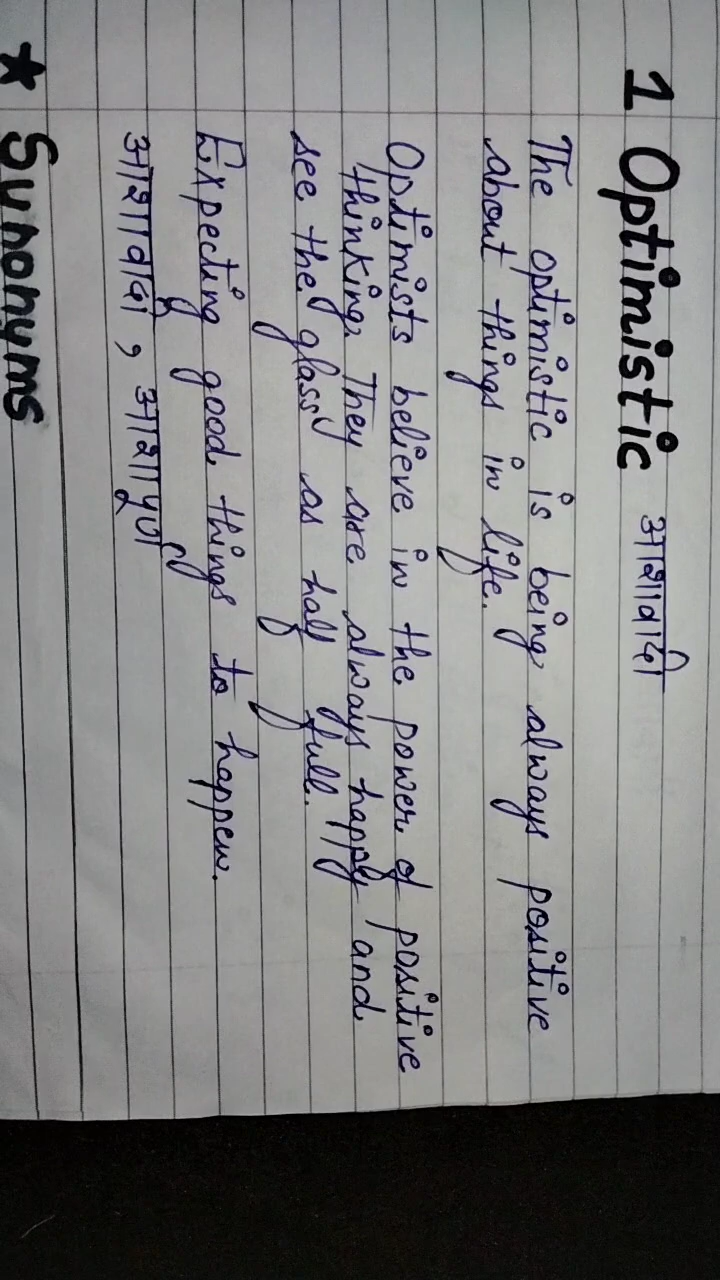 1 Optimistic आशावादी
The optimistic is being always positive
about things in life.
Optimists believe in the power of positive
thinking. They are always happy and
see the glass as half full.
Expecting good things to happen.
आशावादी, आशापूर्ण
★ Synonyms